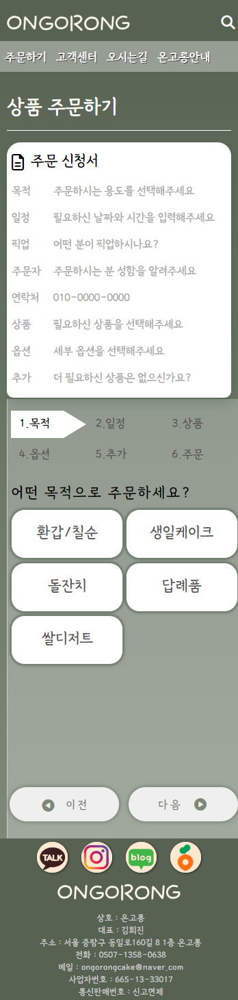 ONGORONG
주문하기 고객센터 오시는길 온고롱안내
상품 주문하기
주문 신청서
목적 주문하시는 용도를 선택해주세요
일정 필요하신 날짜와 시간을 입력해주세요
픽업 어떤 분이 픽업하시나요?
주문자 주문하시는 분 성함을 알려주세요
연락처 010-0000-0000
상품 필요하신 상품을 선택해주세요
옵션 세부 옵션을 선택해주세요
추가 더 필요하신 상품은 없으신가요?
1.목적 2.일정 3.상품
4.옵션 5.추가 6.주문
어떤 목적으로 주문하세요?
환갑/칠순 생일케이크
돌잔치 답례품
쌀디저트
이전 다음
TALK blog
ONGORONG
상호 : 온고롱
대표 : 김희진
주소 : 서울 중랑구 동일로160길 8 1층 온고롱
전화 : 0507-1358-0638
메일 : ongorongcake@naver.com
사업자번호 : 665-13-33017
통신판매번호 : 신고면제